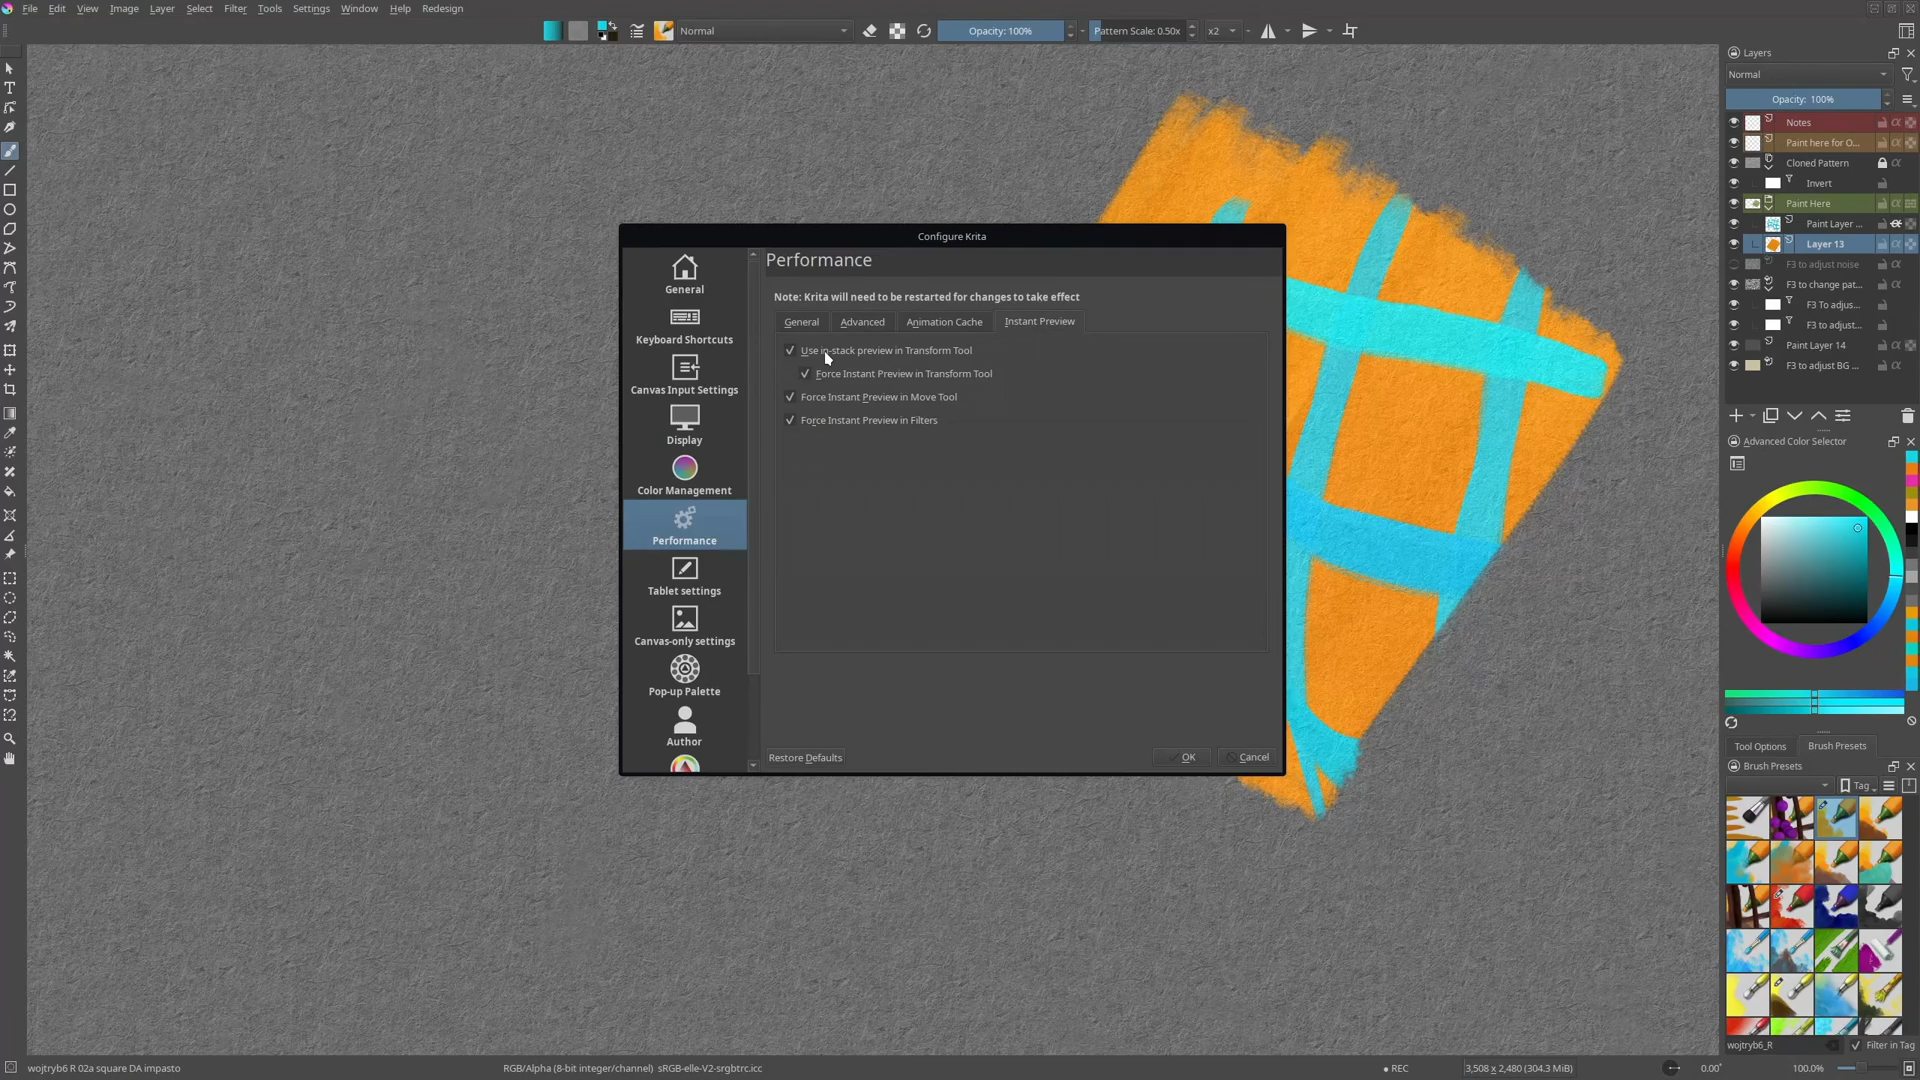 File Edit View Image Layer Select Filter Tools Settings Window Help Redesign
Normal Opacity: 100% Pattern Scale: 0.50x x2
Configure Krita
General
Keyboard Shortcuts
Canvas Input Settings
Display
Color Management
Performance
Tablet settings
Canvas-only settings
Pop-up Palette
Author
Performance
Note: Krita will need to be restarted for changes to take effect
General Advanced Animation Cache Instant Preview
Use in-stack preview in Transform Tool
Force Instant Preview in Transform Tool
Force Instant Preview in Move Tool
Force Instant Preview in Filters
Restore Defaults OK Cancel
Layers
Normal
Opacity: 100%
Notes
Paint here for O...
Cloned Pattern
Invert
Paint Here
Paint Layer ...
Layer 13
F3 to adjust noise
F3 to change pat...
F3 To adjus...
F3 to adjust...
Paint Layer 14
F3 to adjust BG ...
Advanced Color Selector
Tool Options Brush Presets
Brush Presets
Tag
wojtryb6_R Filter in Tag
wojtryb6 R 02a square DA impasto RGB/Alpha (8-bit integer/channel) sRGB-elle-V2-srgbtrc.icc REC 3,508 x 2,480 (304.3 MiB) 0.00° 100.0%